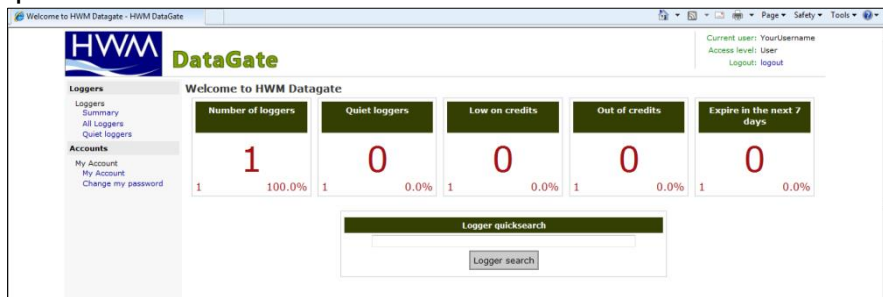 Welcome to HWM Datagate - HWM DataGate
Page Safety Tools
HWM DataGate
Current user: YourUsername
Access level: User
Logout: logout
Loggers
Loggers
Summary
All Loggers
Quiet loggers
Accounts
My Account
My Account
Change my password
Welcome to HWM Datagate
Number of loggers
1
1 100.0%
Quiet loggers
0
1 0.0%
Low on credits
0
1 0.0%
Out of credits
0
1 0.0%
Expire in the next 7
days
0
1 0.0%
Logger quicksearch
Logger search